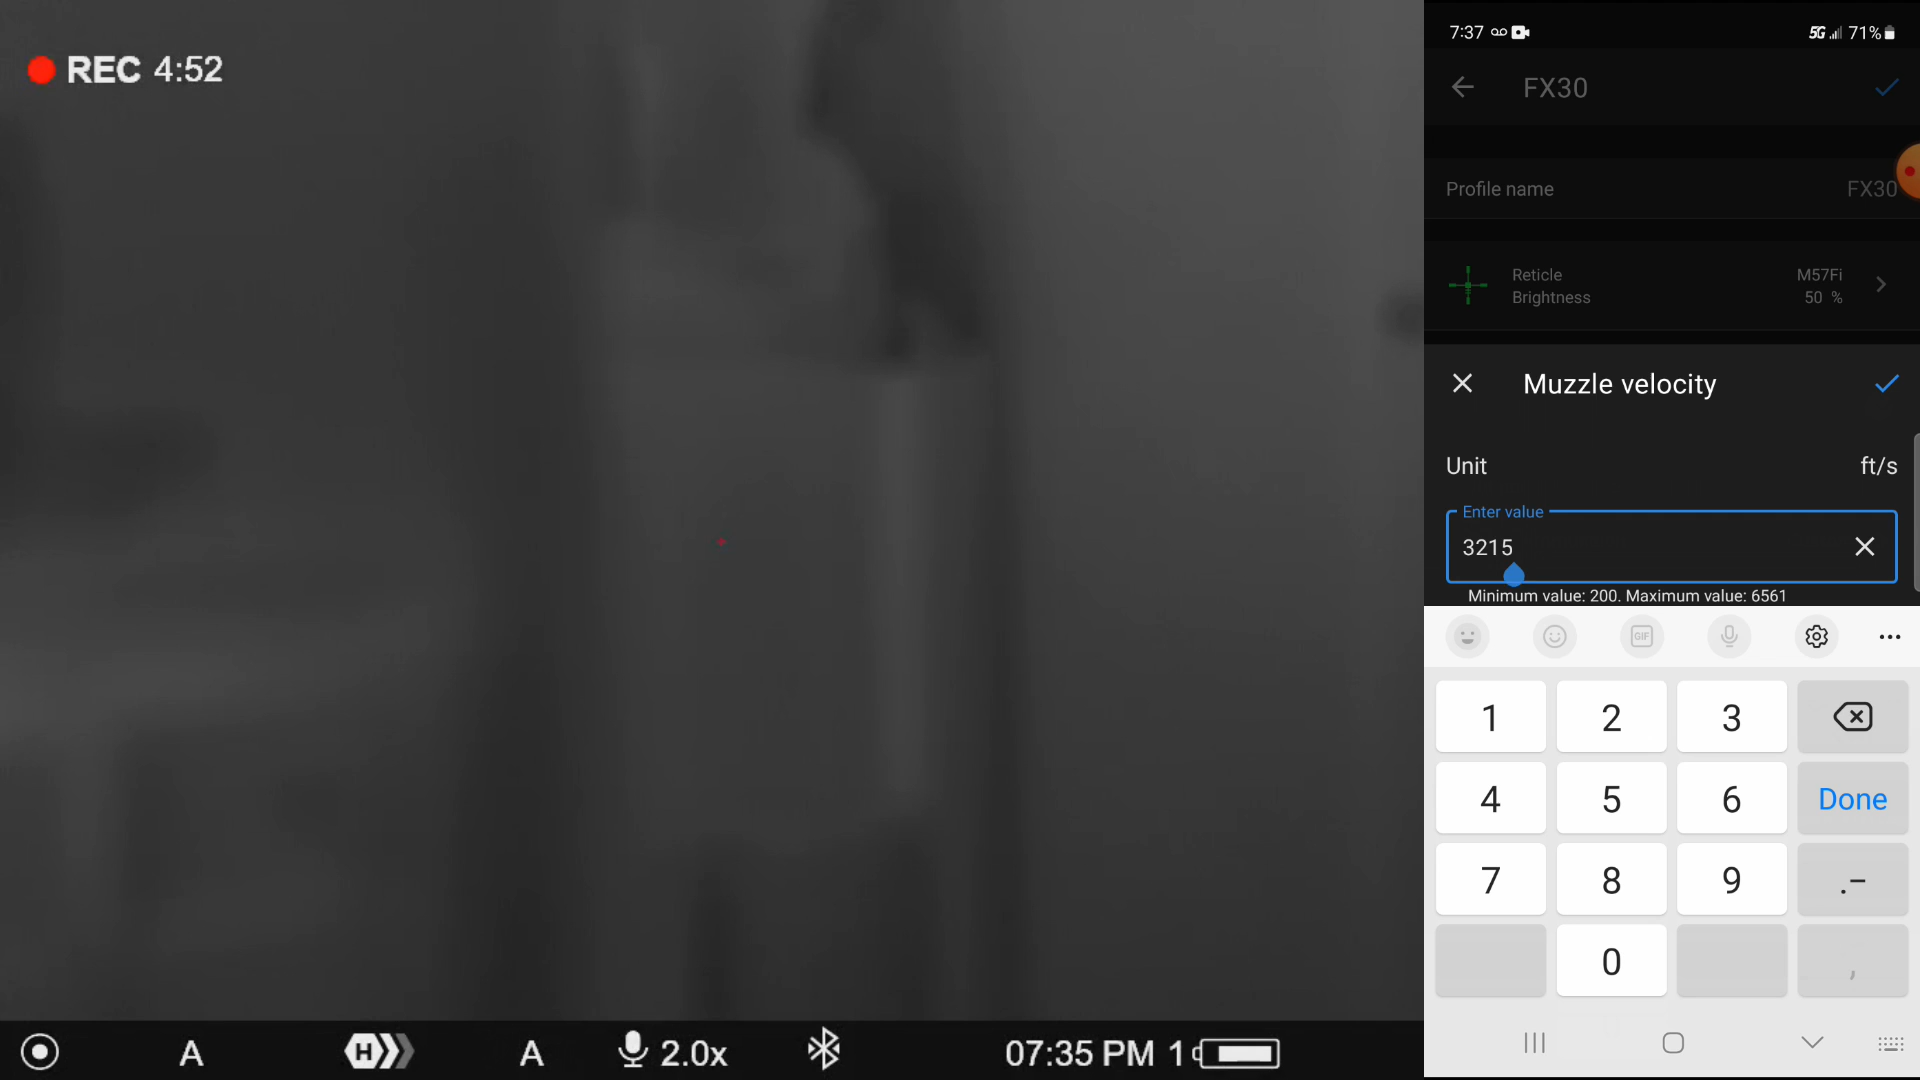 REC 4:52
A
H
A
2.0x
07:35 PM 1
7:37
5G 71%
FX30
Profile name FX30
Reticle M57Fi
Brightness 50 %
Muzzle velocity
Unit ft/s
Enter value
3215
Minimum value: 200. Maximum value: 6561
GIF
1 2 3
4 5 6 Done
7 8 9 .-
0 ,